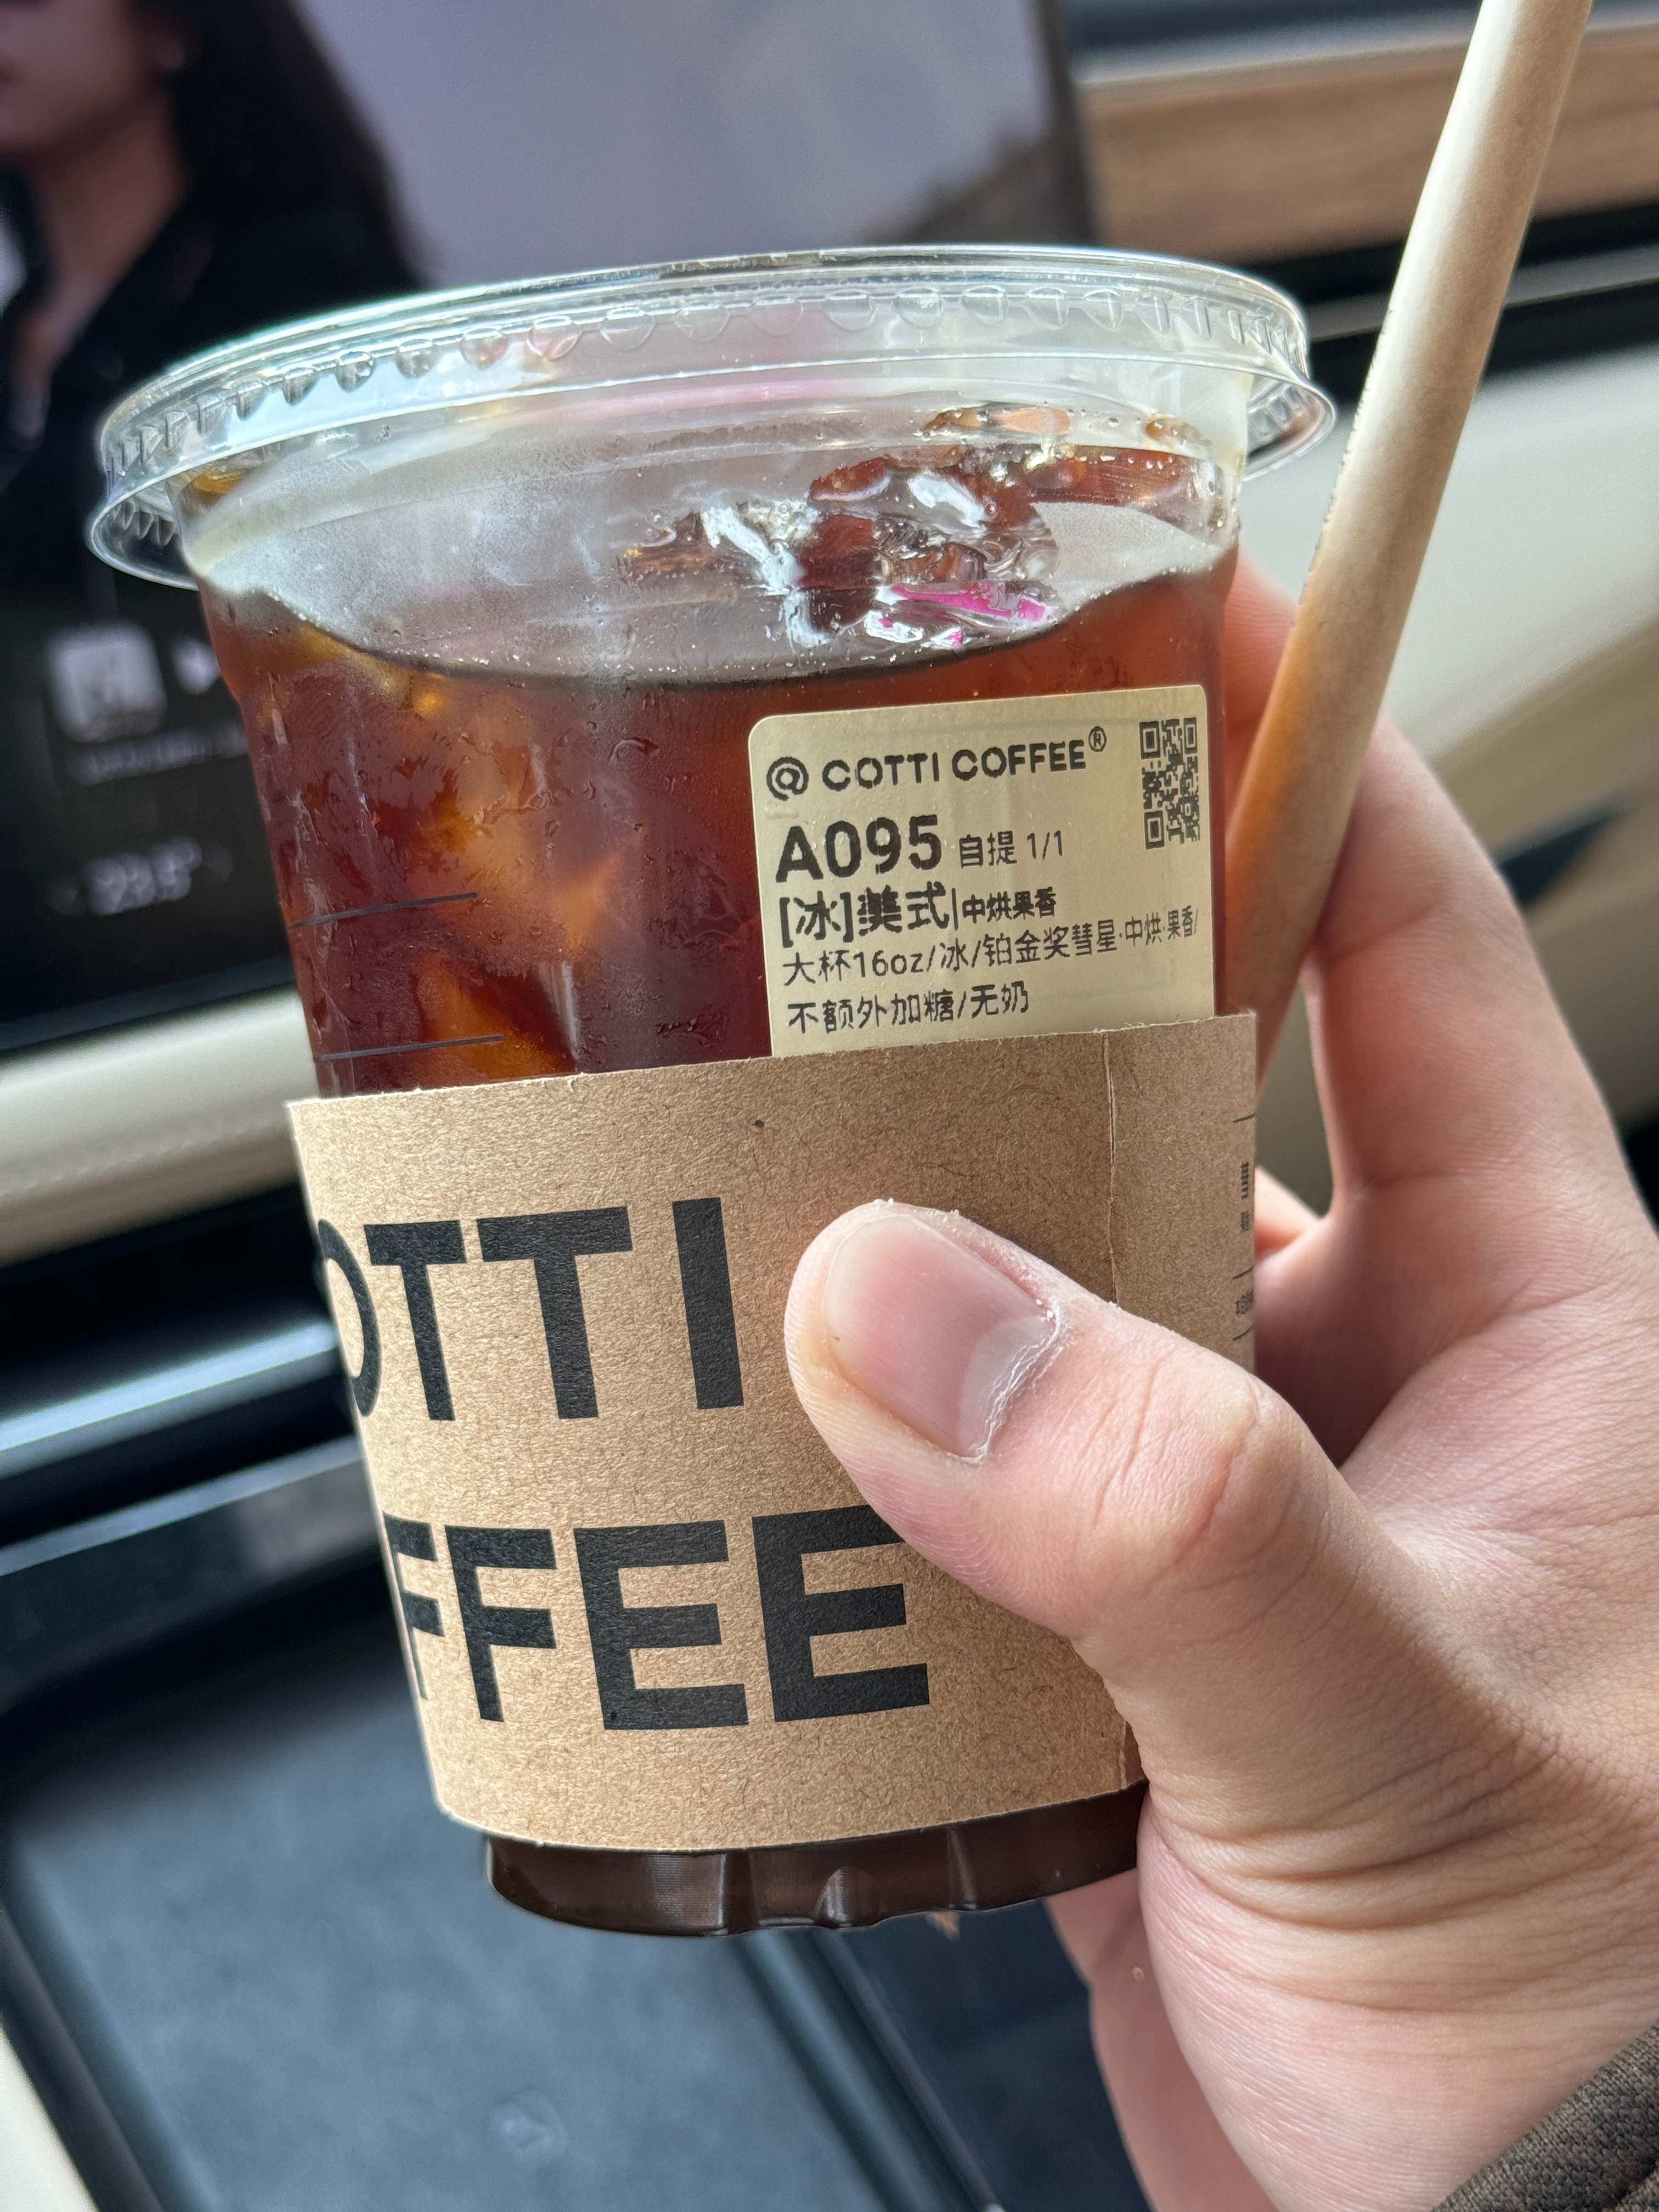 @ COTTI COFFEE®
A095 自提 1/1
[冰]美式|中烘果香
大杯16oz/冰/铂金奖彗星·中烘·果香/
不额外加糖/无奶
OTTI
FFEE